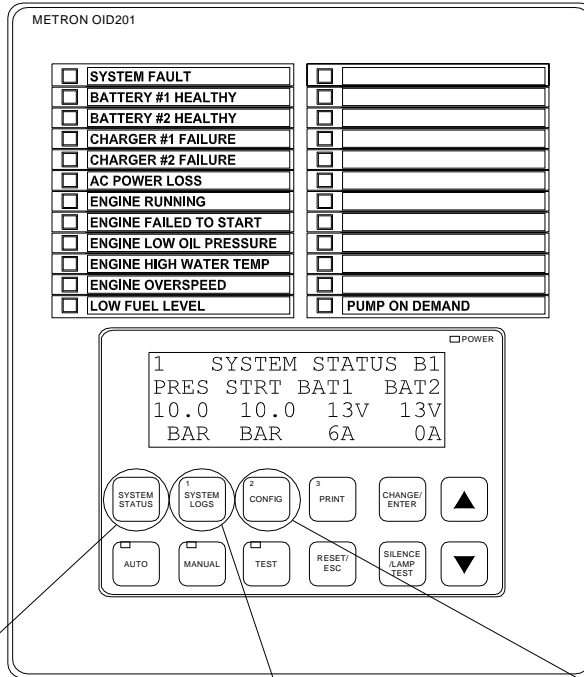 METRON OID201
SYSTEM FAULT
BATTERY #1 HEALTHY
BATTERY #2 HEALTHY
CHARGER #1 FAILURE
CHARGER #2 FAILURE
AC POWER LOSS
ENGINE RUNNING
ENGINE FAILED TO START
ENGINE LOW OIL PRESSURE
ENGINE HIGH WATER TEMP
ENGINE OVERSPEED
LOW FUEL LEVEL
PUMP ON DEMAND
POWER
1 SYSTEM STATUS B1
PRES STRT BAT1 BAT2
10.0 10.0 13V 13V
BAR BAR 6A 0A
SYSTEM
STATUS
1
SYSTEM
LOGS
2
CONFIG
3
PRINT
CHANGE/
ENTER
AUTO
MANUAL
TEST
RESET/
ESC
SILENCE
/LAMP
TEST